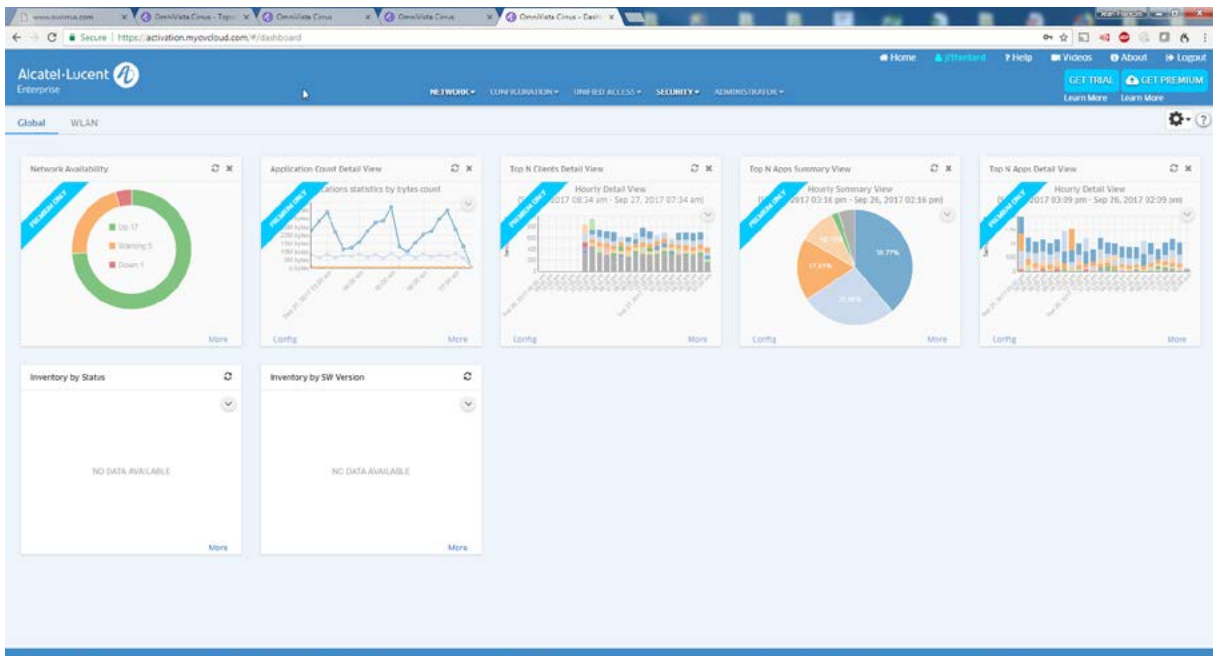 www.ovcirrus.com OmniVista Cirrus - Topo OmniVista Cirrus OmniVista Cirrus OmniVista Cirrus - Dash
Secure | https://activation.myovcloud.com/#/dashboard
Home ? Help Videos About Logout
Alcatel·Lucent
Enterprise
NETWORK CONFIGURATION UNIFIED ACCESS SECURITY ADMINISTRATOR
GET TRIAL GET PREMIUM
Learn More Learn More
Global WLAN
Network Availability
PREMIUM ONLY
Up: 17
Warning: 5
Down: 1
More
Application Count Detail View
PREMIUM ONLY
cations statistics by bytes count
0 bytes
Config More
Top N Clients Detail View
PREMIUM ONLY
Hourly Detail View
2017 08:34 am - Sep 27, 2017 07:34 am)
Config More
Top N Apps Summary View
PREMIUM ONLY
Hourly Summary View
2017 03:16 pm - Sep 26, 2017 02:16 pm)
Config More
Top N Apps Detail View
PREMIUM ONLY
Hourly Detail View
2017 03:09 pm - Sep 26, 2017 02:09 pm)
Config More
Inventory by Status
NO DATA AVAILABLE
More
Inventory by SW Version
NO DATA AVAILABLE
More